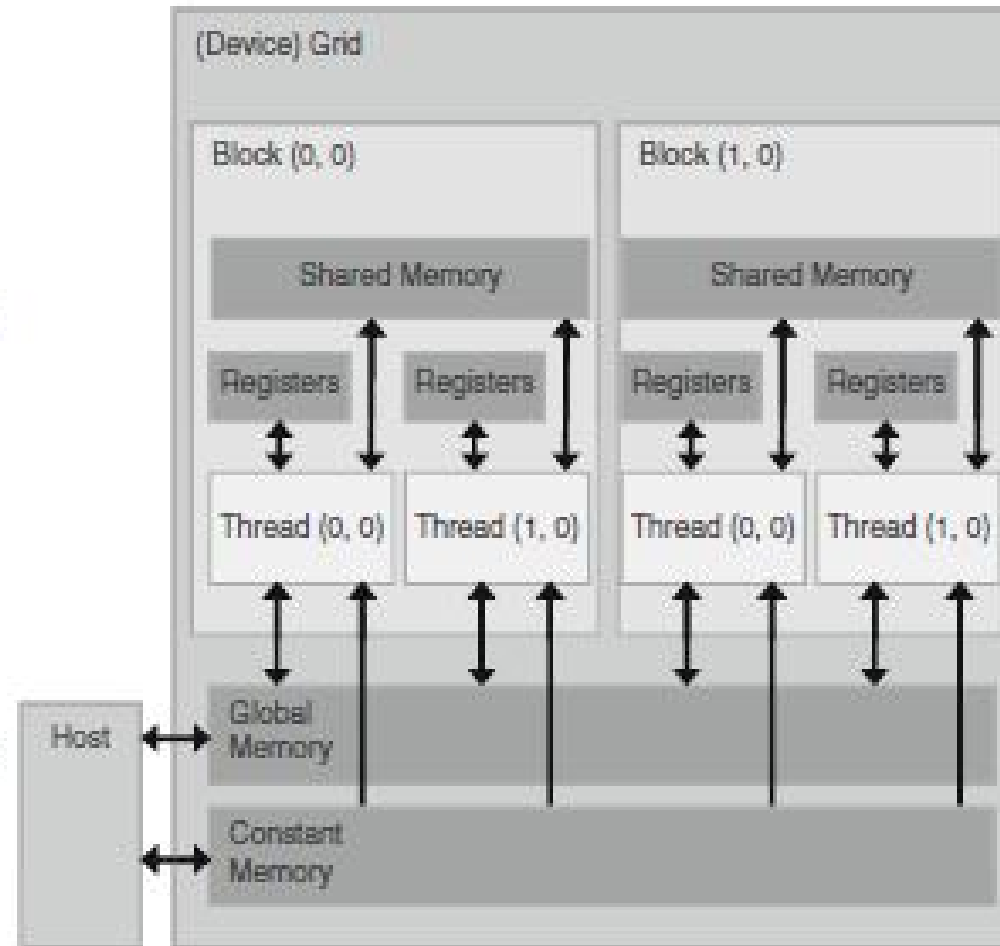 (Device) Grid
Block (0, 0)
Block (1, 0)
Shared Memory
Shared Memory
Registers
Registers
Registers
Registers
Thread (0, 0)
Thread (1, 0)
Thread (0, 0)
Thread (1, 0)
Host
Global
Memory
Constant
Memory